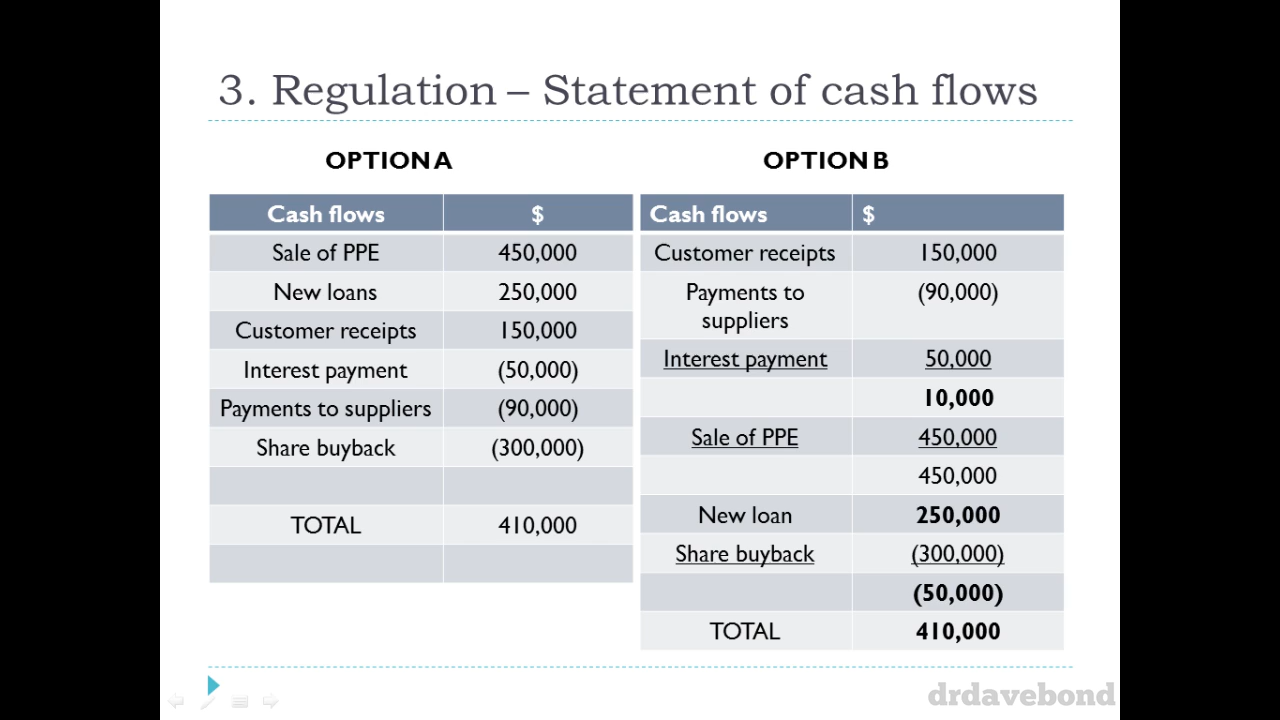 3. Regulation – Statement of cash flows
OPTION A
Cash flows $
Sale of PPE 450,000
New loans 250,000
Customer receipts 150,000
Interest payment (50,000)
Payments to suppliers (90,000)
Share buyback (300,000)
TOTAL 410,000
OPTION B
Cash flows $
Customer receipts 150,000
Payments to (90,000)
suppliers
Interest payment 50,000
10,000
Sale of PPE 450,000
450,000
New loan 250,000
Share buyback (300,000)
(50,000)
TOTAL 410,000
drdavebond